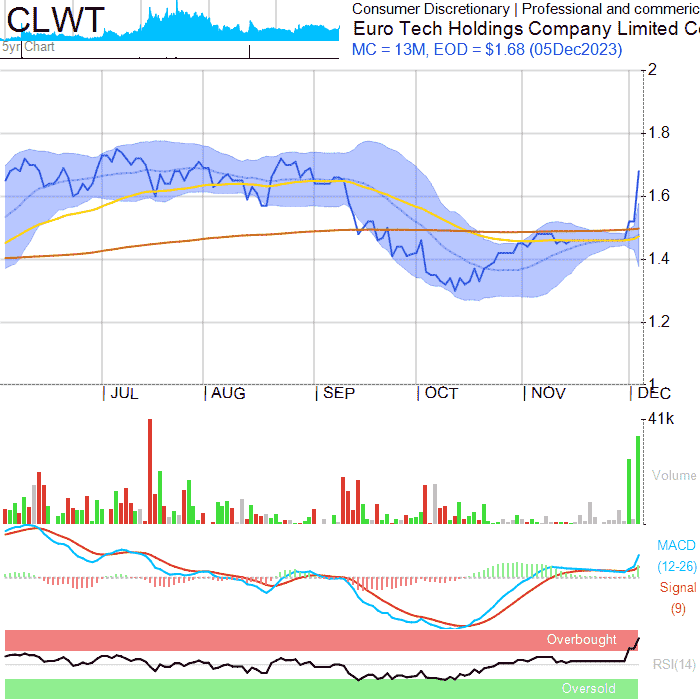 CLWT
5yr Chart
Consumer Discretionary | Professional and commeric
Euro Tech Holdings Company Limited Co
MC = 13M, EOD = $1.68 (05Dec2023)
2
1.8
1.6
1.4
1.2
1
JUL AUG SEP OCT NOV DEC
41k
Volume
MACD
(12-26)
Signal
(9)
Overbought
RSI(14)
Oversold